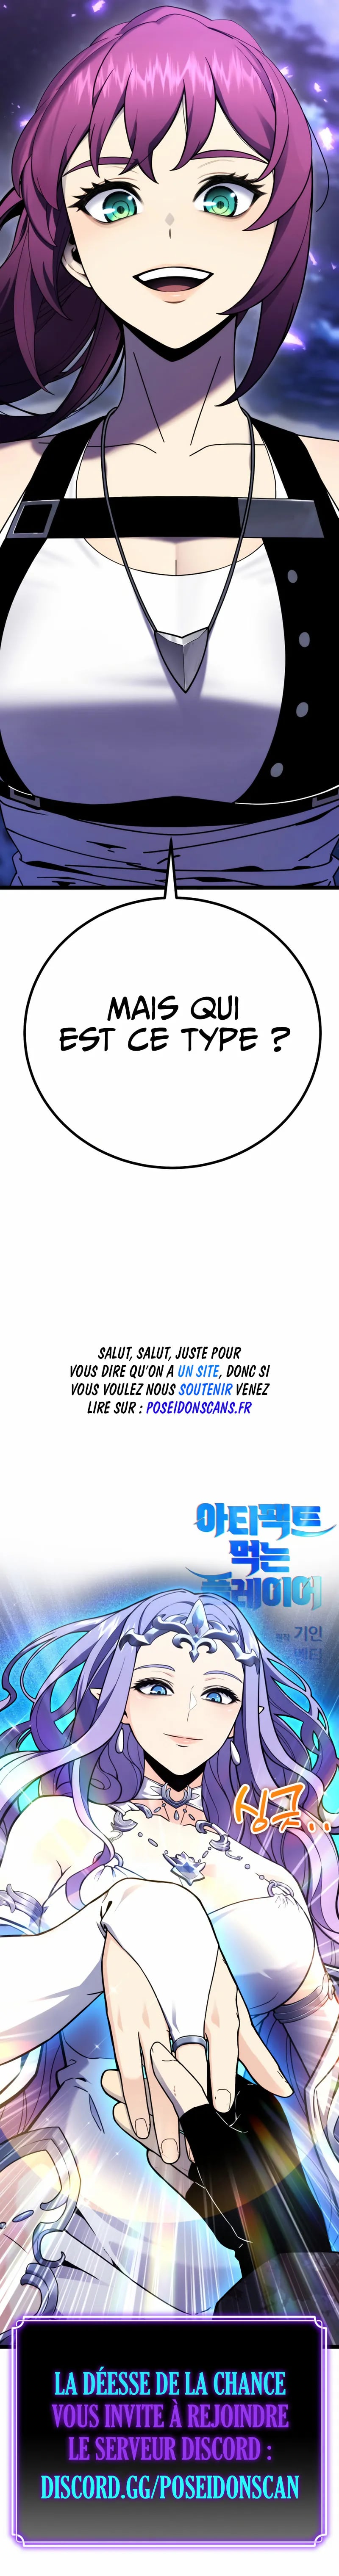 MAIS QUI
EST CE TYPE ?
SALUT, SALUT, JUSTE POUR
VOUS DIRE QU'ON A UN SITE, DONC SI
VOUS VOULEZ NOUS SOUTENIR VENEZ
LIRE SUR : POSEIDONSCANS.FR
아티팩트
먹는
플레이어
기인
싱긋..
LA DÉESSE DE LA CHANCE
VOUS INVITE À REJOINDRE
LE SERVEUR DISCORD :
DISCORD.GG/POSEIDONSCAN